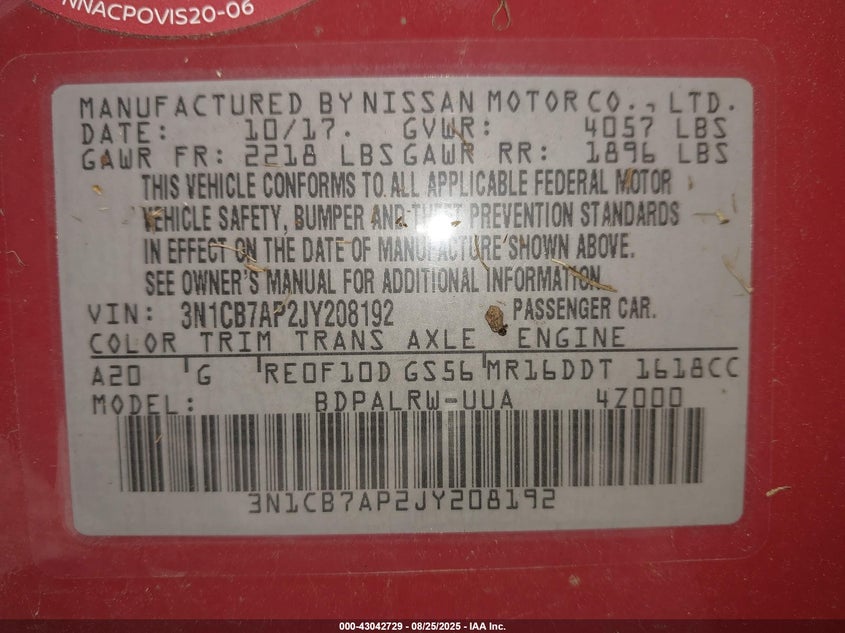 NNACPOVIS20-06
MANUFACTURED BY NISSAN MOTOR CO., LTD.
DATE: 10/17. GVWR: 4057 LBS
GAWR FR: 2218 LBS GAWR RR: 1896 LBS
THIS VEHICLE CONFORMS TO ALL APPLICABLE FEDERAL MOTOR
VEHICLE SAFETY, BUMPER AND THEFT PREVENTION STANDARDS
IN EFFECT ON THE DATE OF MANUFACTURE SHOWN ABOVE.
SEE OWNER'S MANUAL FOR ADDITIONAL INFORMATION.
VIN: 3N1CB7AP2JY208192 PASSENGER CAR.
COLOR TRIM TRANS AXLE ENGINE
A20 G RE0F10D GS56 MR16DDT 1618CC
MODEL: BDPALRW-UUA 4Z000
3N1CB7AP2JY208192
000-43042729 - 08/25/2025 - IAA Inc.